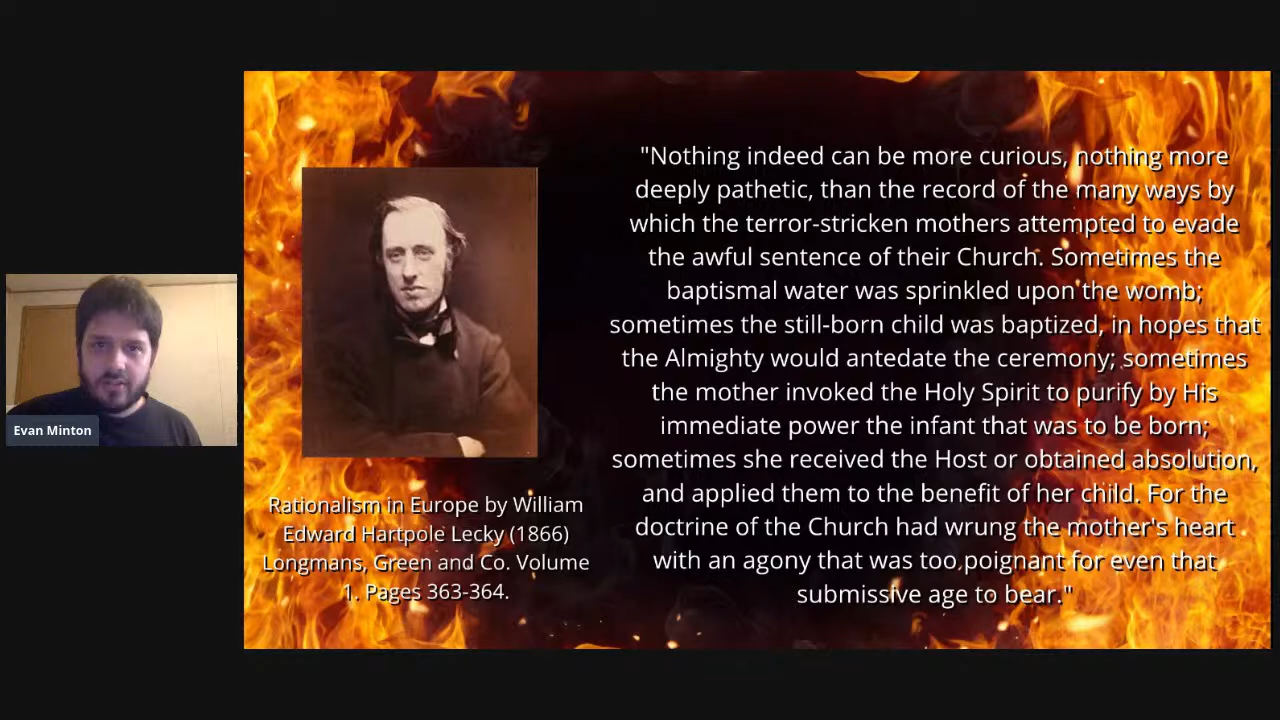 "Nothing indeed can be more curious, nothing more
deeply pathetic, than the record of the many ways by
which the terror-stricken mothers attempted to evade
the awful sentence of their Church. Sometimes the
baptismal water was sprinkled upon the womb;
sometimes the still-born child was baptized, in hopes that
the Almighty would antedate the ceremony; sometimes
the mother invoked the Holy Spirit to purify by His
immediate power the infant that was to be born;
sometimes she received the Host or obtained absolution,
and applied them to the benefit of her child. For the
doctrine of the Church had wrung the mother's heart
with an agony that was too poignant for even that
submissive age to bear."
Rationalism in Europe by William
Edward Hartpole Lecky (1866)
Longmans, Green and Co. Volume
1. Pages 363-364.
Evan Minton